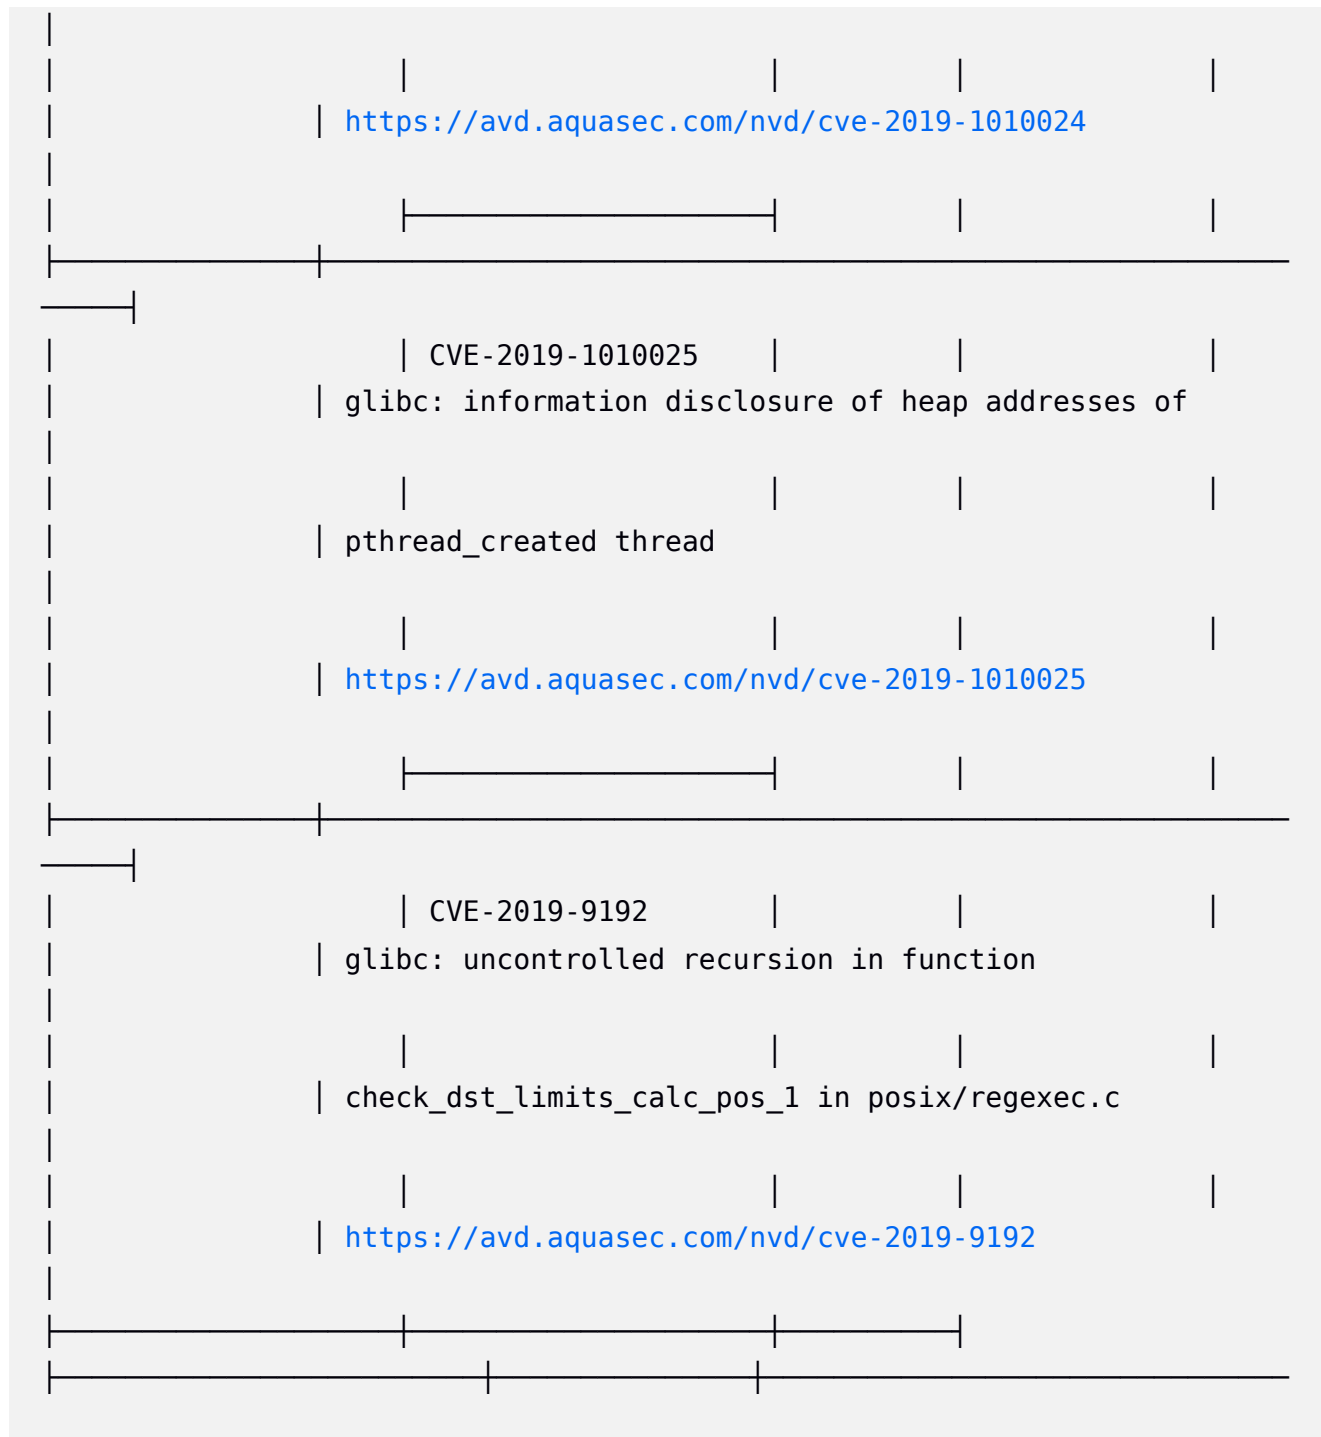 https://avd.aquasec.com/nvd/cve-2019-1010024
CVE-2019-1010025
glibc: information disclosure of heap addresses of
pthread_created thread
https://avd.aquasec.com/nvd/cve-2019-1010025
CVE-2019-9192
glibc: uncontrolled recursion in function
check_dst_limits_calc_pos_1 in posix/regexec.c
https://avd.aquasec.com/nvd/cve-2019-9192